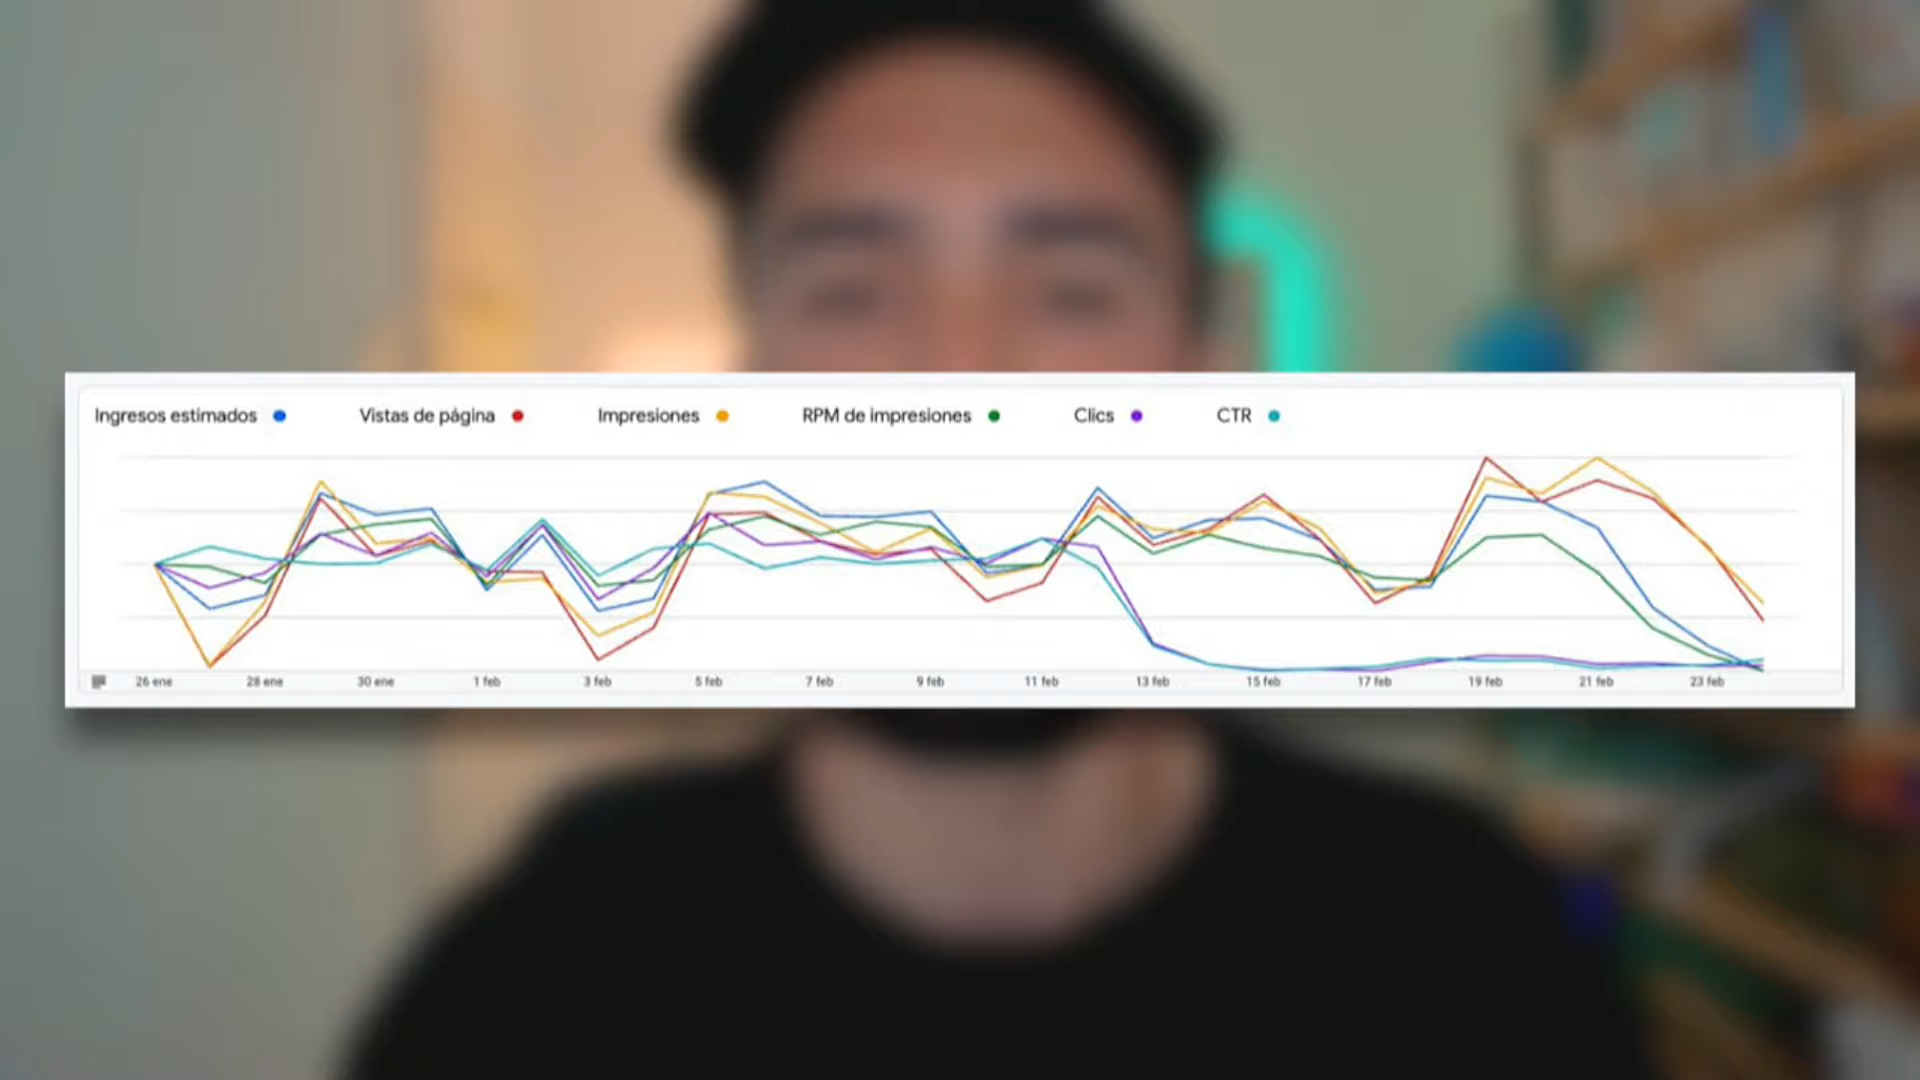 Ingresos estimados Vistas de página Impresiones RPM de impresiones Clics CTR
26 ene 28 ene 30 ene 1 feb 3 feb 5 feb 7 feb 9 feb 11 feb 13 feb 15 feb 17 feb 19 feb 21 feb 23 feb